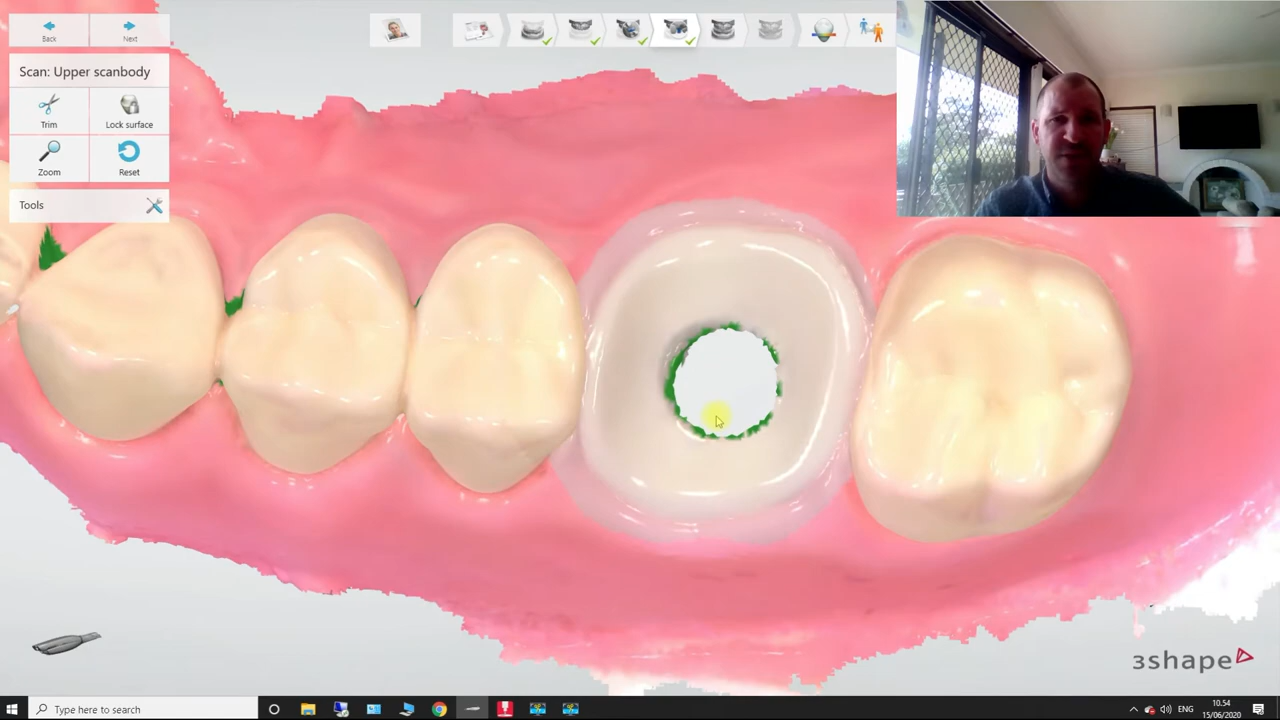 Back
Next
Scan: Upper scanbody
Trim
Lock surface
Zoom
Reset
Tools
3shape
Type here to search
ENG
10.54
15/06/2020